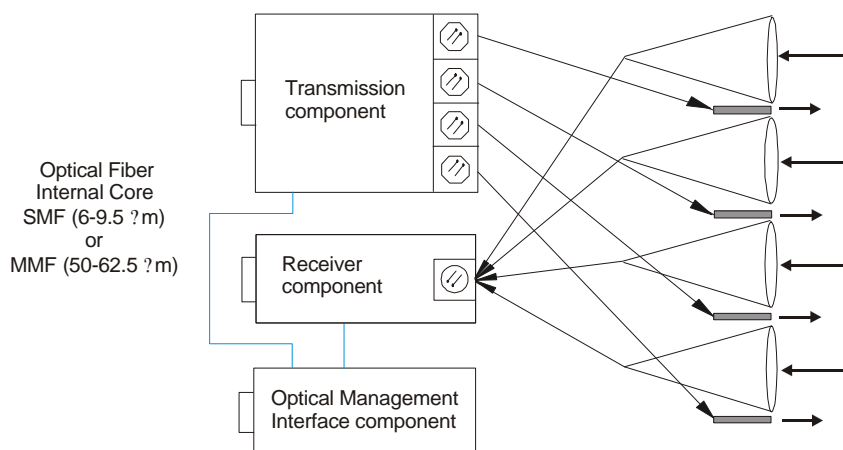 Transmission
component
Optical Fiber
Internal Core
SMF (6-9.5 ?m)
or
MMF (50-62.5 ?m)
Receiver
component
Optical Management
Interface component